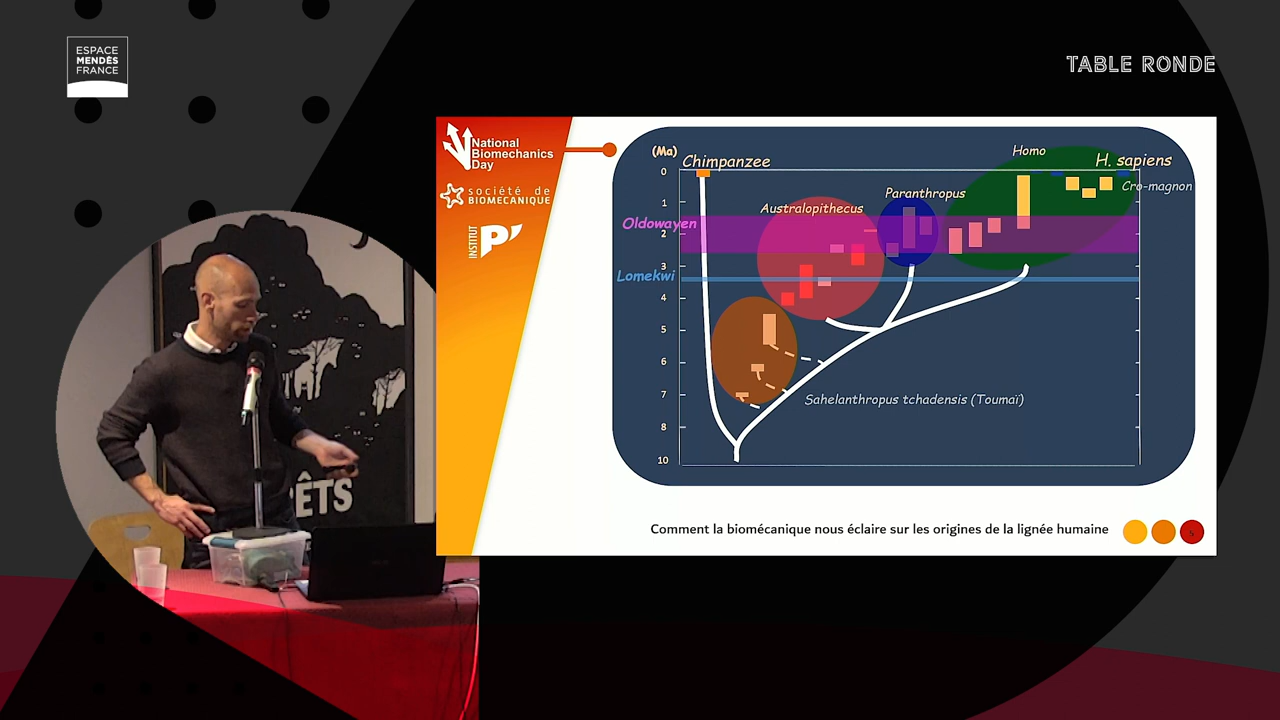 ESPACE
MENDÈS
FRANCE
TABLE RONDE
National
Biomechanics
Day
société de
BIOMECANIQUE
INSTITUT
P'
(Ma)
Chimpanzee
Homo
H. sapiens
Cro-magnon
Paranthropus
Australopithecus
Oldowayen
Lomekwi
0
1
2
3
4
5
6
7
8
10
Sahelanthropus tchadensis (Toumaï)
Comment la biomécanique nous éclaire sur les origines de la lignée humaine
ÊTS